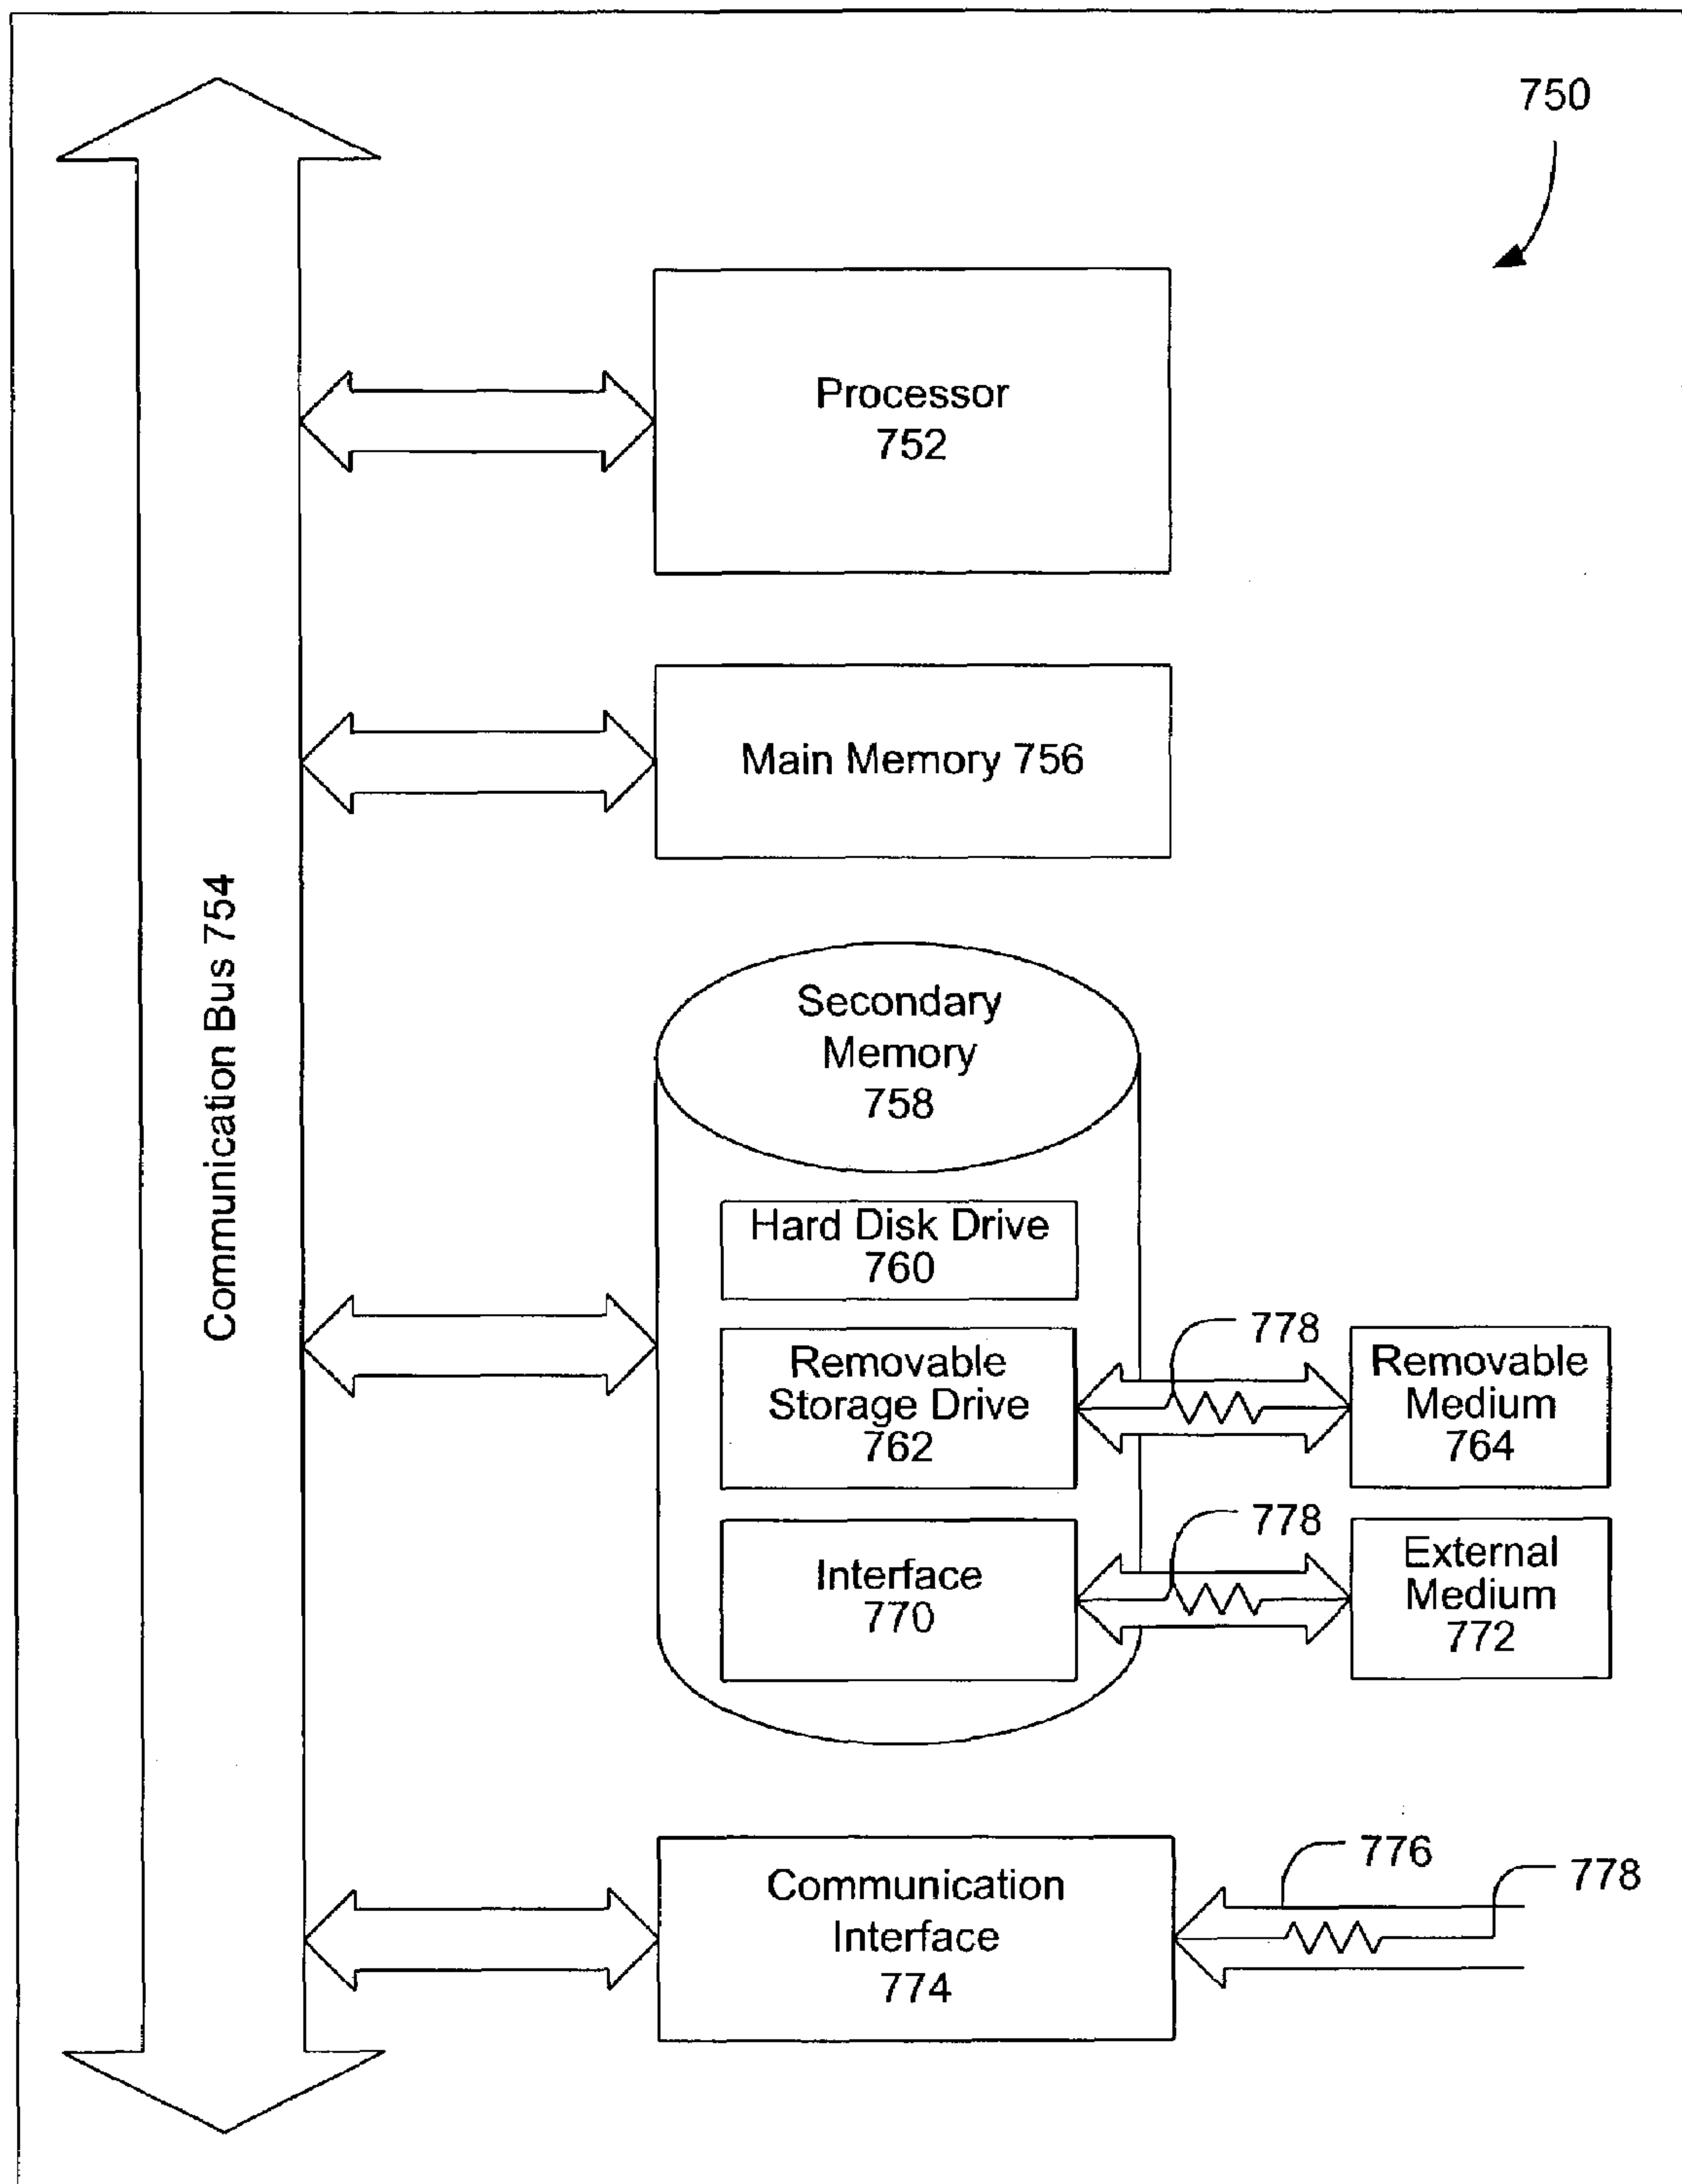 750
Processor
752
Main Memory 756
Communication Bus 754
Secondary
Memory
758
Hard Disk Drive
760
Removable
Storage Drive
762
778
Removable
Medium
764
Interface
770
778
External
Medium
772
Communication
Interface
774
776
778